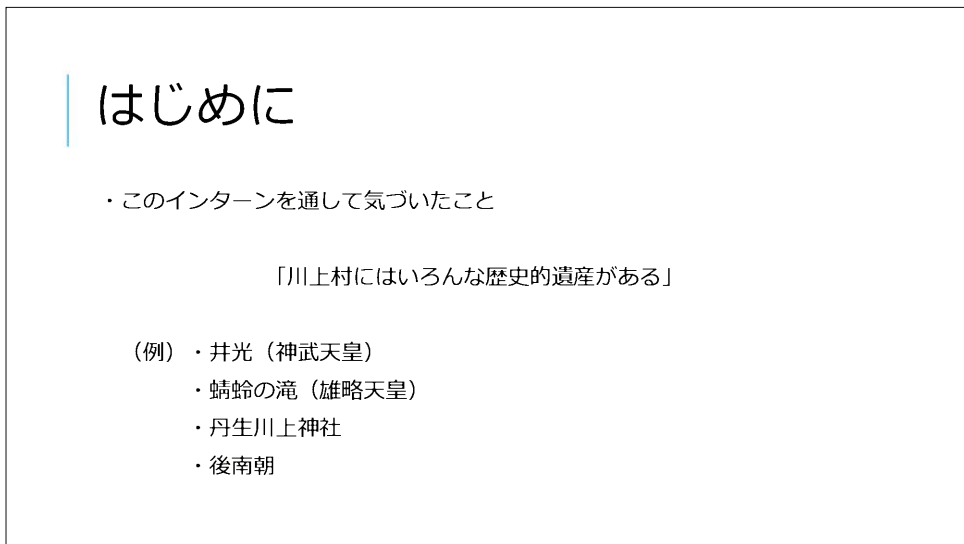 はじめに
・このインターンを通して気づいたこと
「川上村にはいろんな歴史的遺産がある」
（例）・井光（神武天皇）
・蜻蛉の滝（雄略天皇）
・丹生川上神社
・後南朝